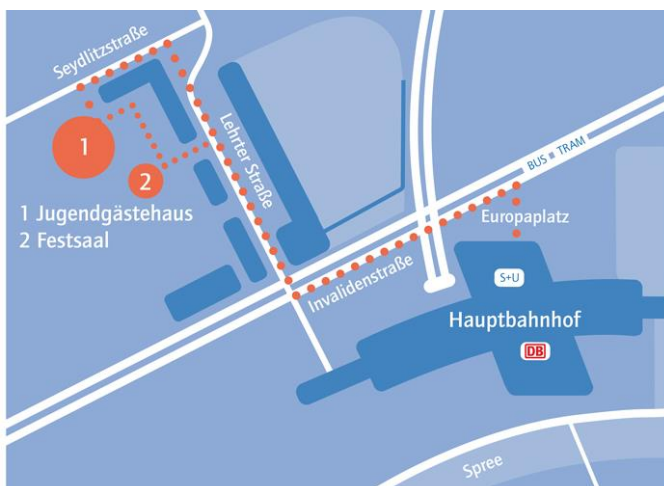 Seydlitzstraße
1
2
1 Jugendgästehaus
2 Festsaal
Lehrter Straße
BUS TRAM
Europaplatz
Invalidenstraße
S+U
Hauptbahnhof
DB
Spree